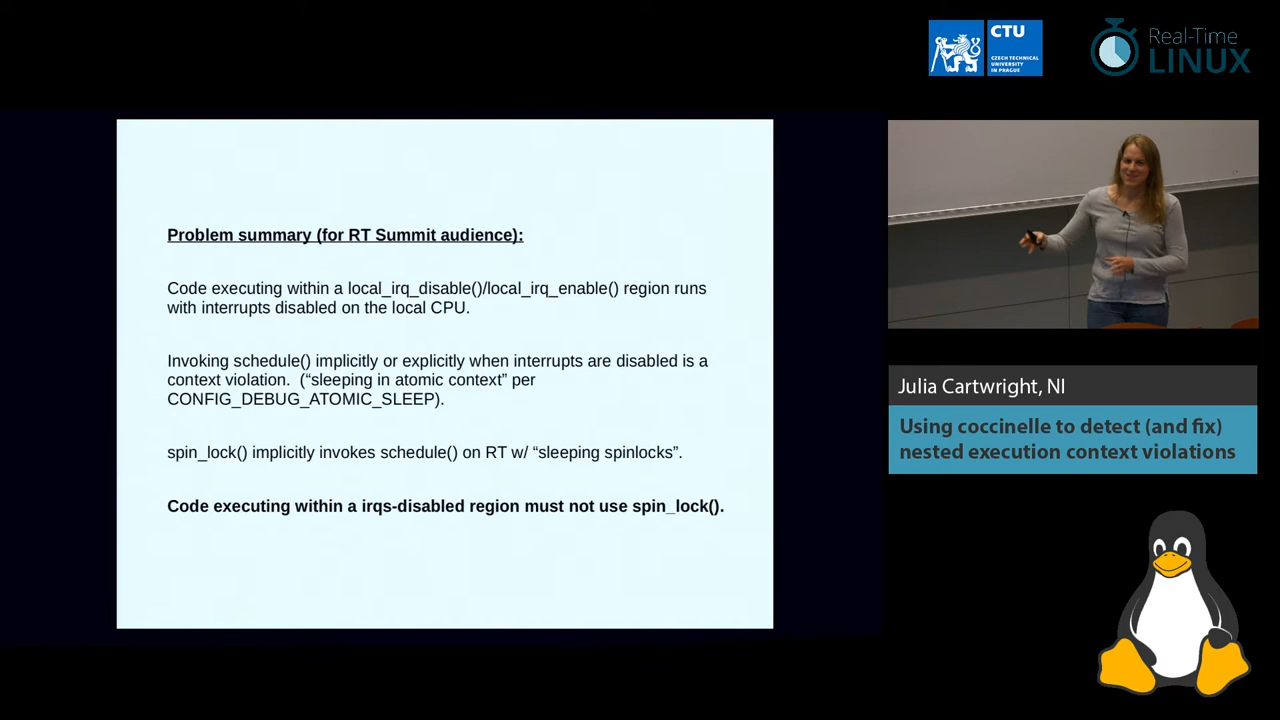 CTU
CZECH TECHNICAL
UNIVERSITY
IN PRAGUE
Real-Time
LINUX
Problem summary (for RT Summit audience):
Code executing within a local_irq_disable()/local_irq_enable() region runs
with interrupts disabled on the local CPU.
Invoking schedule() implicitly or explicitly when interrupts are disabled is a
context violation.  (“sleeping in atomic context” per
CONFIG_DEBUG_ATOMIC_SLEEP).
spin_lock() implicitly invokes schedule() on RT w/ “sleeping spinlocks”.
Code executing within a irqs-disabled region must not use spin_lock().
Julia Cartwright, NI
Using coccinelle to detect (and fix)
nested execution context violations